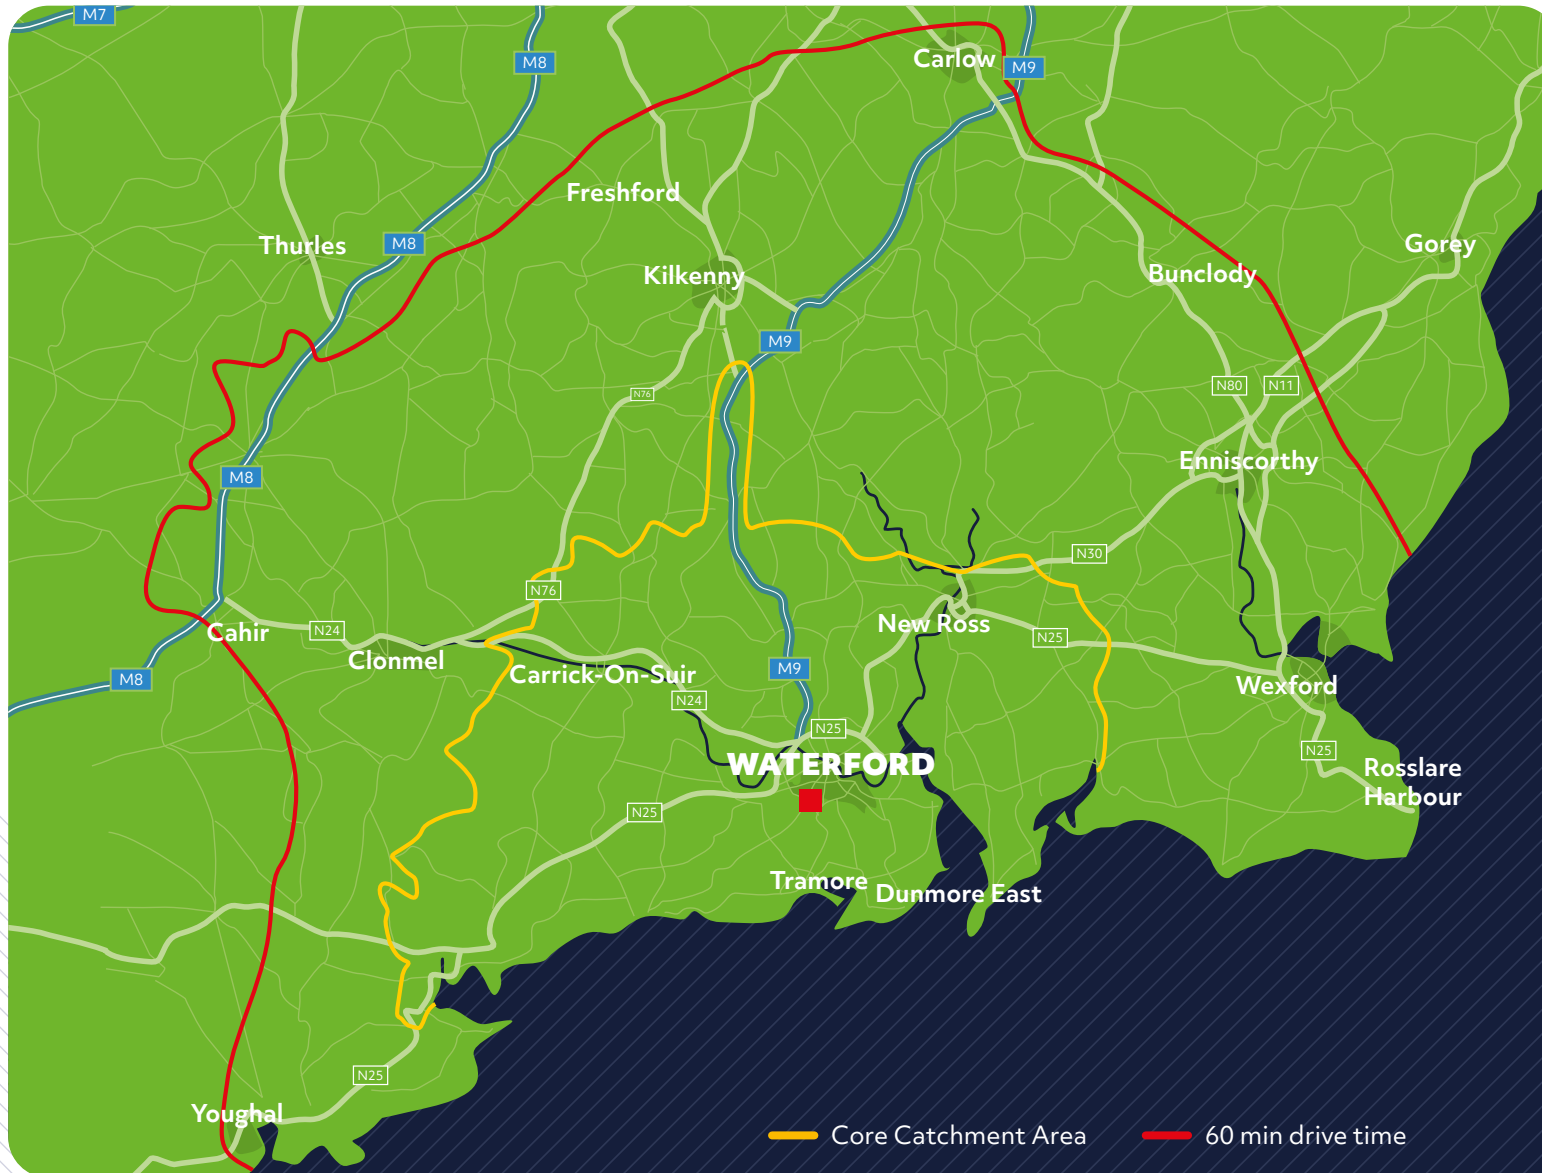 M7
M8
Carlow
M9
Freshford
Thurles
M8
Gorey
Kilkenny
Bunclody
M9
N76
N80
N11
Enniscorthy
M8
N30
N76
New Ross
Cahir
N24
N25
Clonmel
Carrick-On-Suir
M9
M8
Wexford
N24
N25
N25
WATERFORD
Rosslare
Harbour
N25
Tramore
Dunmore East
N25
Youghal
Core Catchment Area
60 min drive time